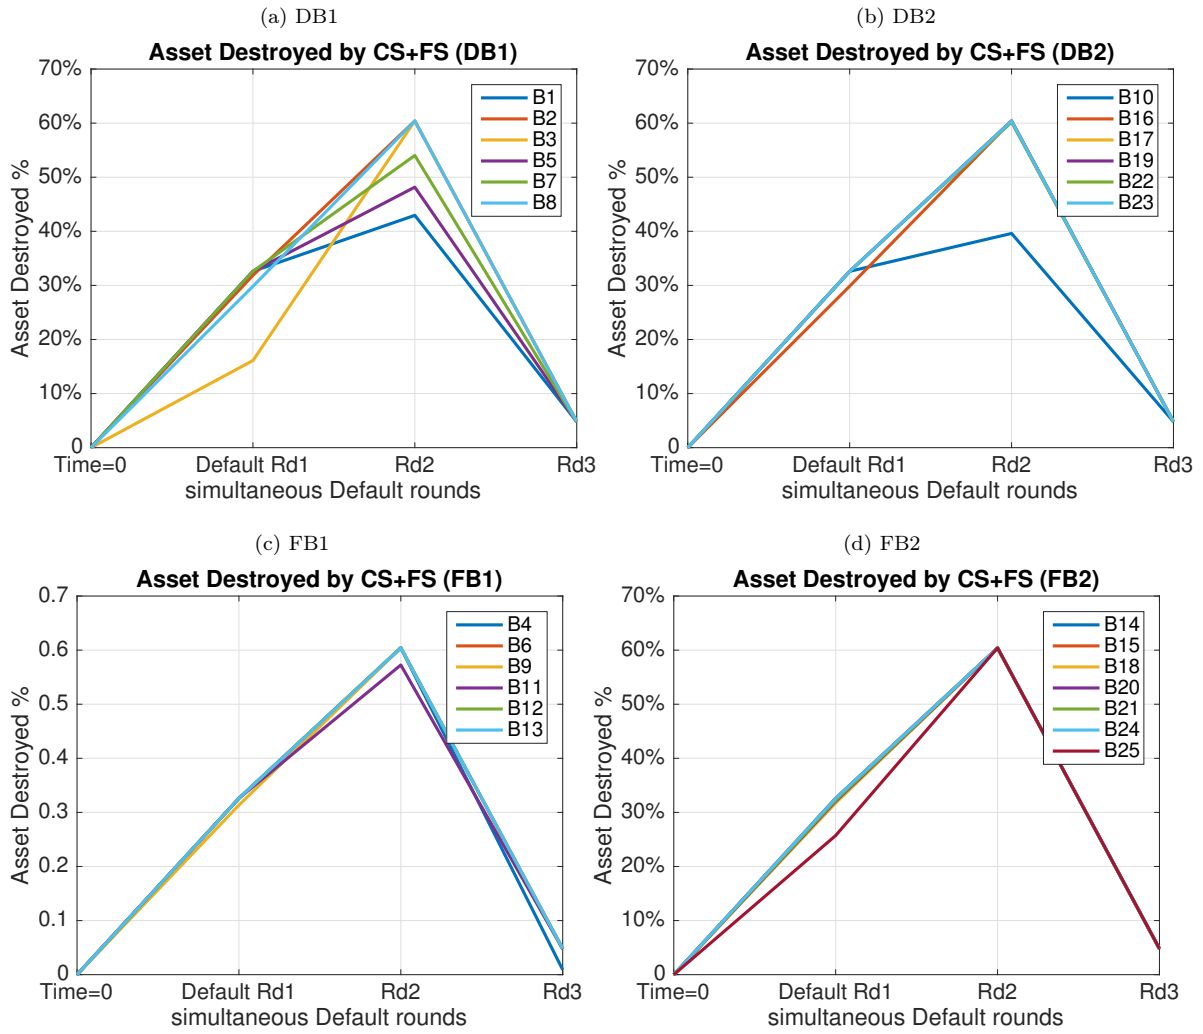 (a) DB1
Asset Destroyed by CS+FS (DB1)
70%
60%
50%
40%
30%
20%
10%
0
Asset Destroyed %
B1
B2
B3
B5
B7
B8
Time=0 Default Rd1 Rd2 Rd3
simultaneous Default rounds
(b) DB2
Asset Destroyed by CS+FS (DB2)
70%
60%
50%
40%
30%
20%
10%
0
Asset Destroyed %
B10
B16
B17
B19
B22
B23
Time=0 Default Rd1 Rd2 Rd3
simultaneous Default rounds
(c) FB1
Asset Destroyed by CS+FS (FB1)
0.7
0.6
0.5
0.4
0.3
0.2
0.1
0
Asset Destroyed %
B4
B6
B9
B11
B12
B13
Time=0 Default Rd1 Rd2 Rd3
simultaneous Default rounds
(d) FB2
Asset Destroyed by CS+FS (FB2)
70%
60%
50%
40%
30%
20%
10%
0
Asset Destroyed %
B14
B15
B18
B20
B21
B24
B25
Time=0 Default Rd1 Rd2 Rd3
simultaneous Default rounds